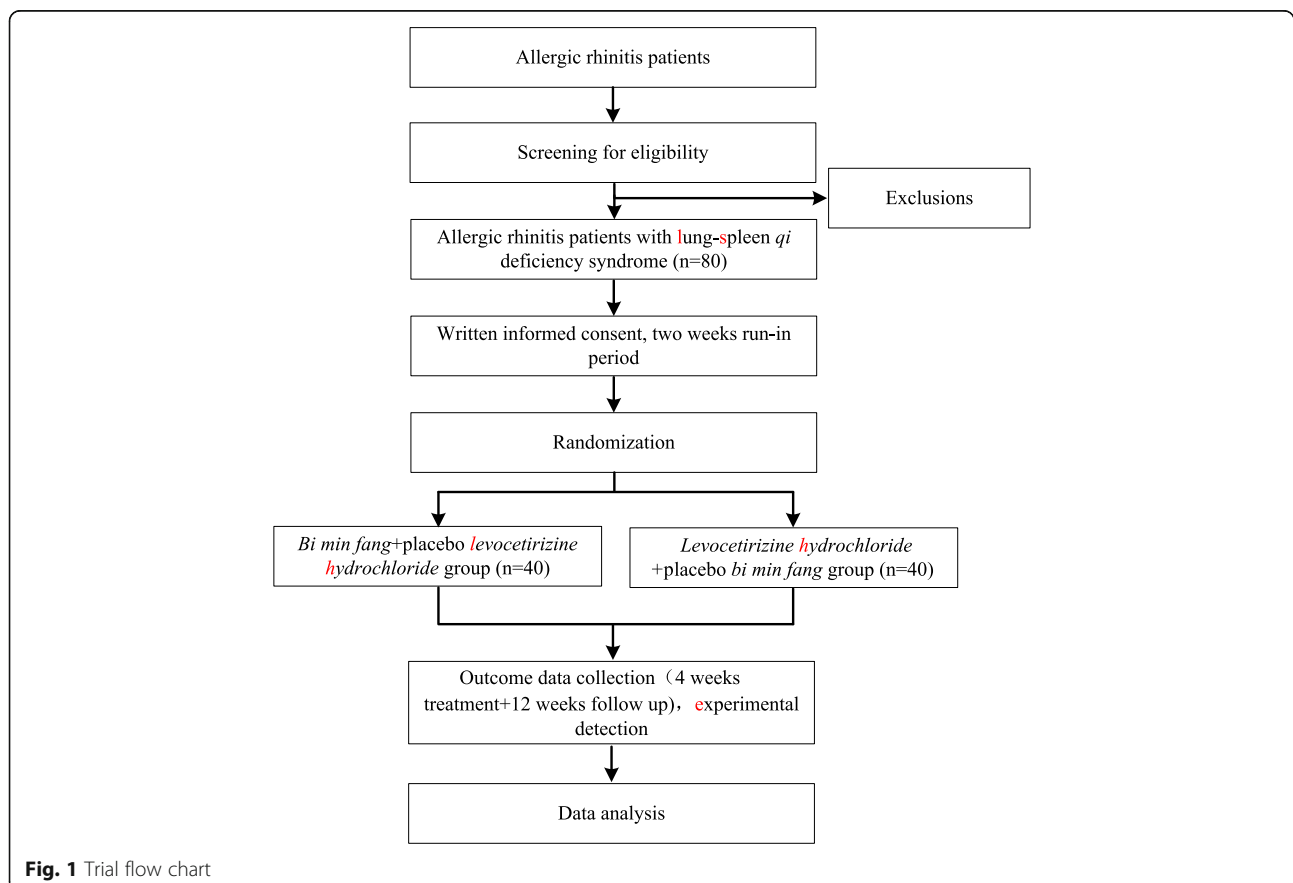 Allergic rhinitis patients
Screening for eligibility
Exclusions
Allergic rhinitis patients with lung-spleen qi
deficiency syndrome (n=80)
Written informed consent, two weeks run-in
period
Randomization
Bi min fang+placebo levocetirizine
hydrochloride group (n=40)
Levocetirizine hydrochloride
+placebo bi min fang group (n=40)
Outcome data collection（4 weeks
treatment+12 weeks follow up)，experimental
detection
Data analysis
Fig. 1 Trial flow chart